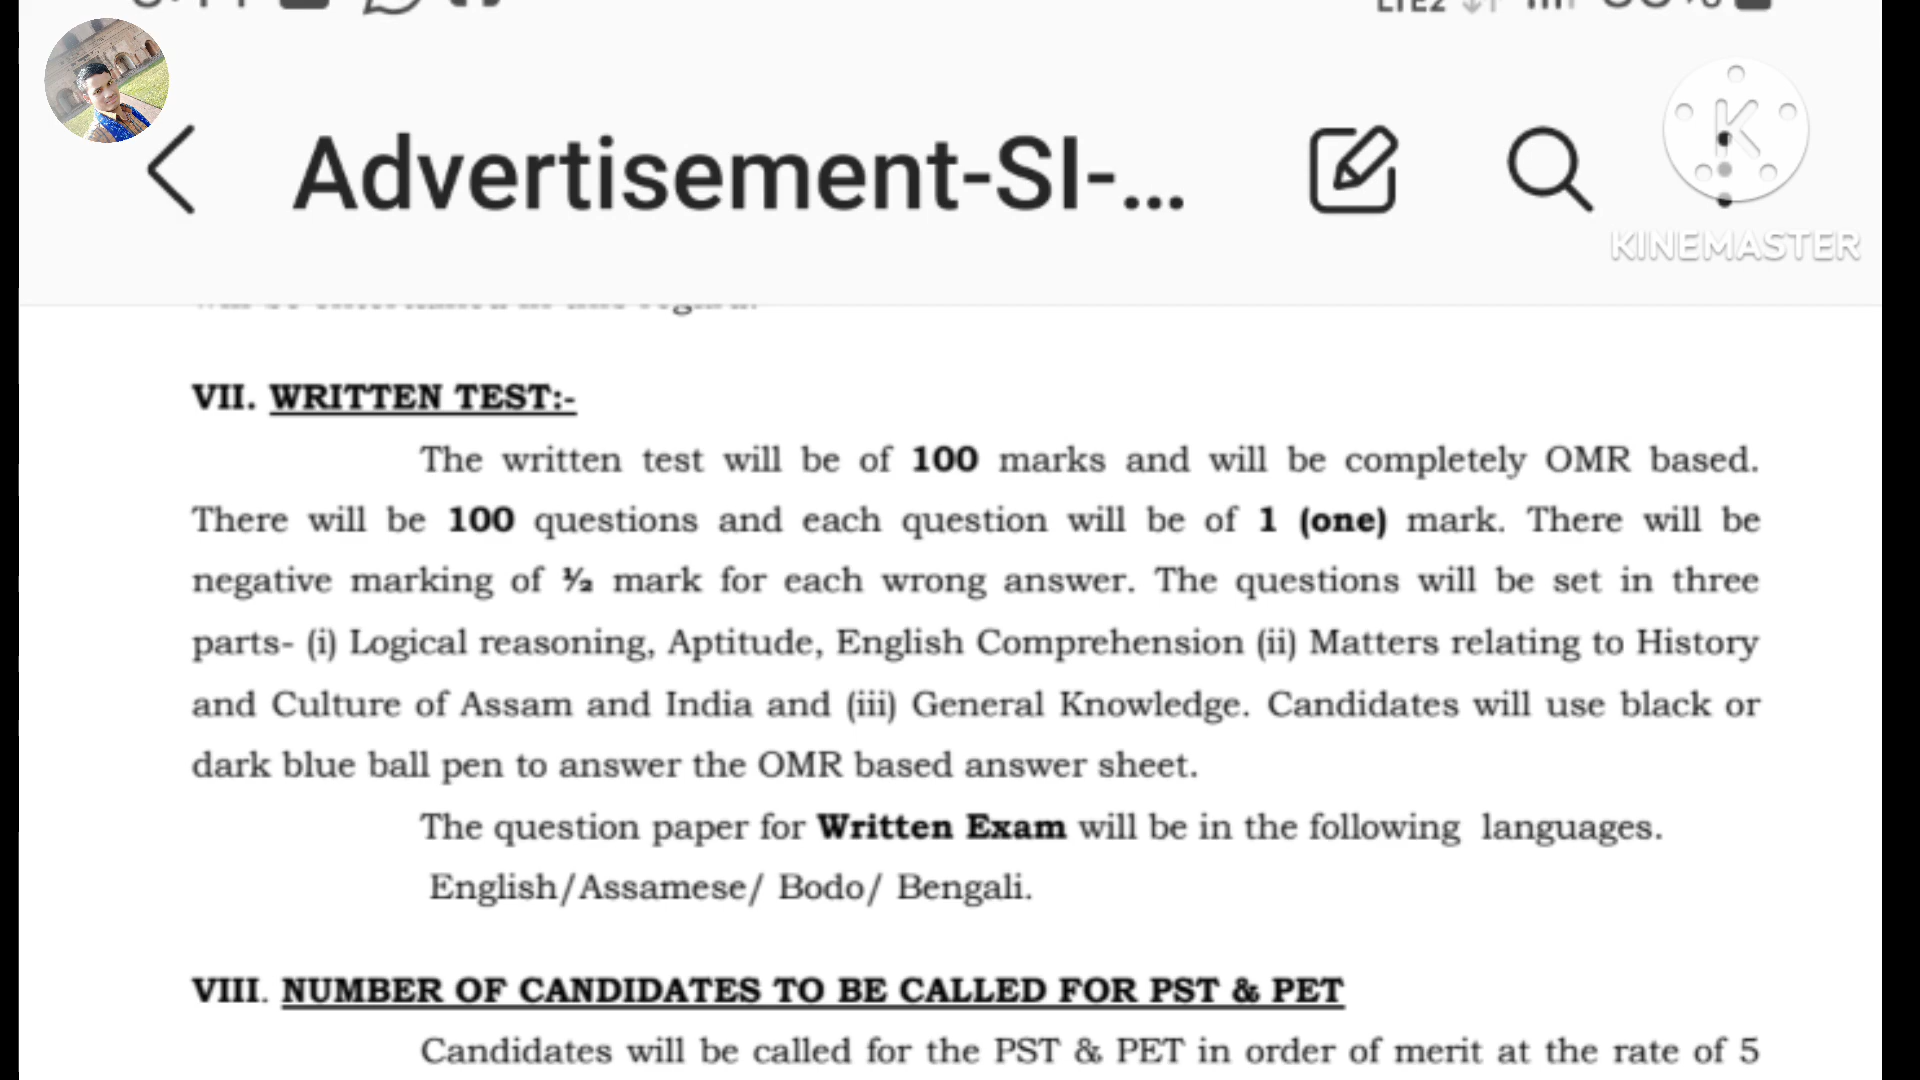 LTE2
Advertisement-SI-...
KINEMASTER
VII. WRITTEN TEST:-
The written test will be of 100 marks and will be completely OMR based.
There will be 100 questions and each question will be of 1 (one) mark. There will be
negative marking of ½ mark for each wrong answer. The questions will be set in three
parts- (i) Logical reasoning, Aptitude, English Comprehension (ii) Matters relating to History
and Culture of Assam and India and (iii) General Knowledge. Candidates will use black or
dark blue ball pen to answer the OMR based answer sheet.
The question paper for Written Exam will be in the following languages.
English/Assamese/ Bodo/ Bengali.
VIII. NUMBER OF CANDIDATES TO BE CALLED FOR PST & PET
Candidates will be called for the PST & PET in order of merit at the rate of 5